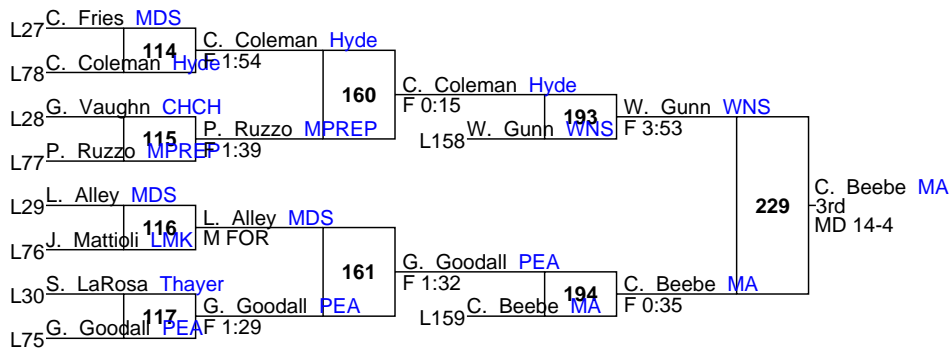 L27 C. Fries MDS
114
C. Coleman Hyde
F 1:54
L78 C. Coleman Hyde
160
C. Coleman Hyde
F 0:15
L28 G. Vaughn CHCH
115
P. Ruzzo MPREP
F 1:39
L77 P. Ruzzo MPREP
193
W. Gunn WNS
F 3:53
L158 W. Gunn WNS
229
C. Beebe MA
3rd
MD 14-4
L29 L. Alley MDS
116
L. Alley MDS
M FOR
L76 J. Mattioli LMK
161
G. Goodall PEA
F 1:32
L30 S. LaRosa Thayer
117
G. Goodall PEA
F 1:29
L75 G. Goodall PEA
194
C. Beebe MA
F 0:35
L159 C. Beebe MA